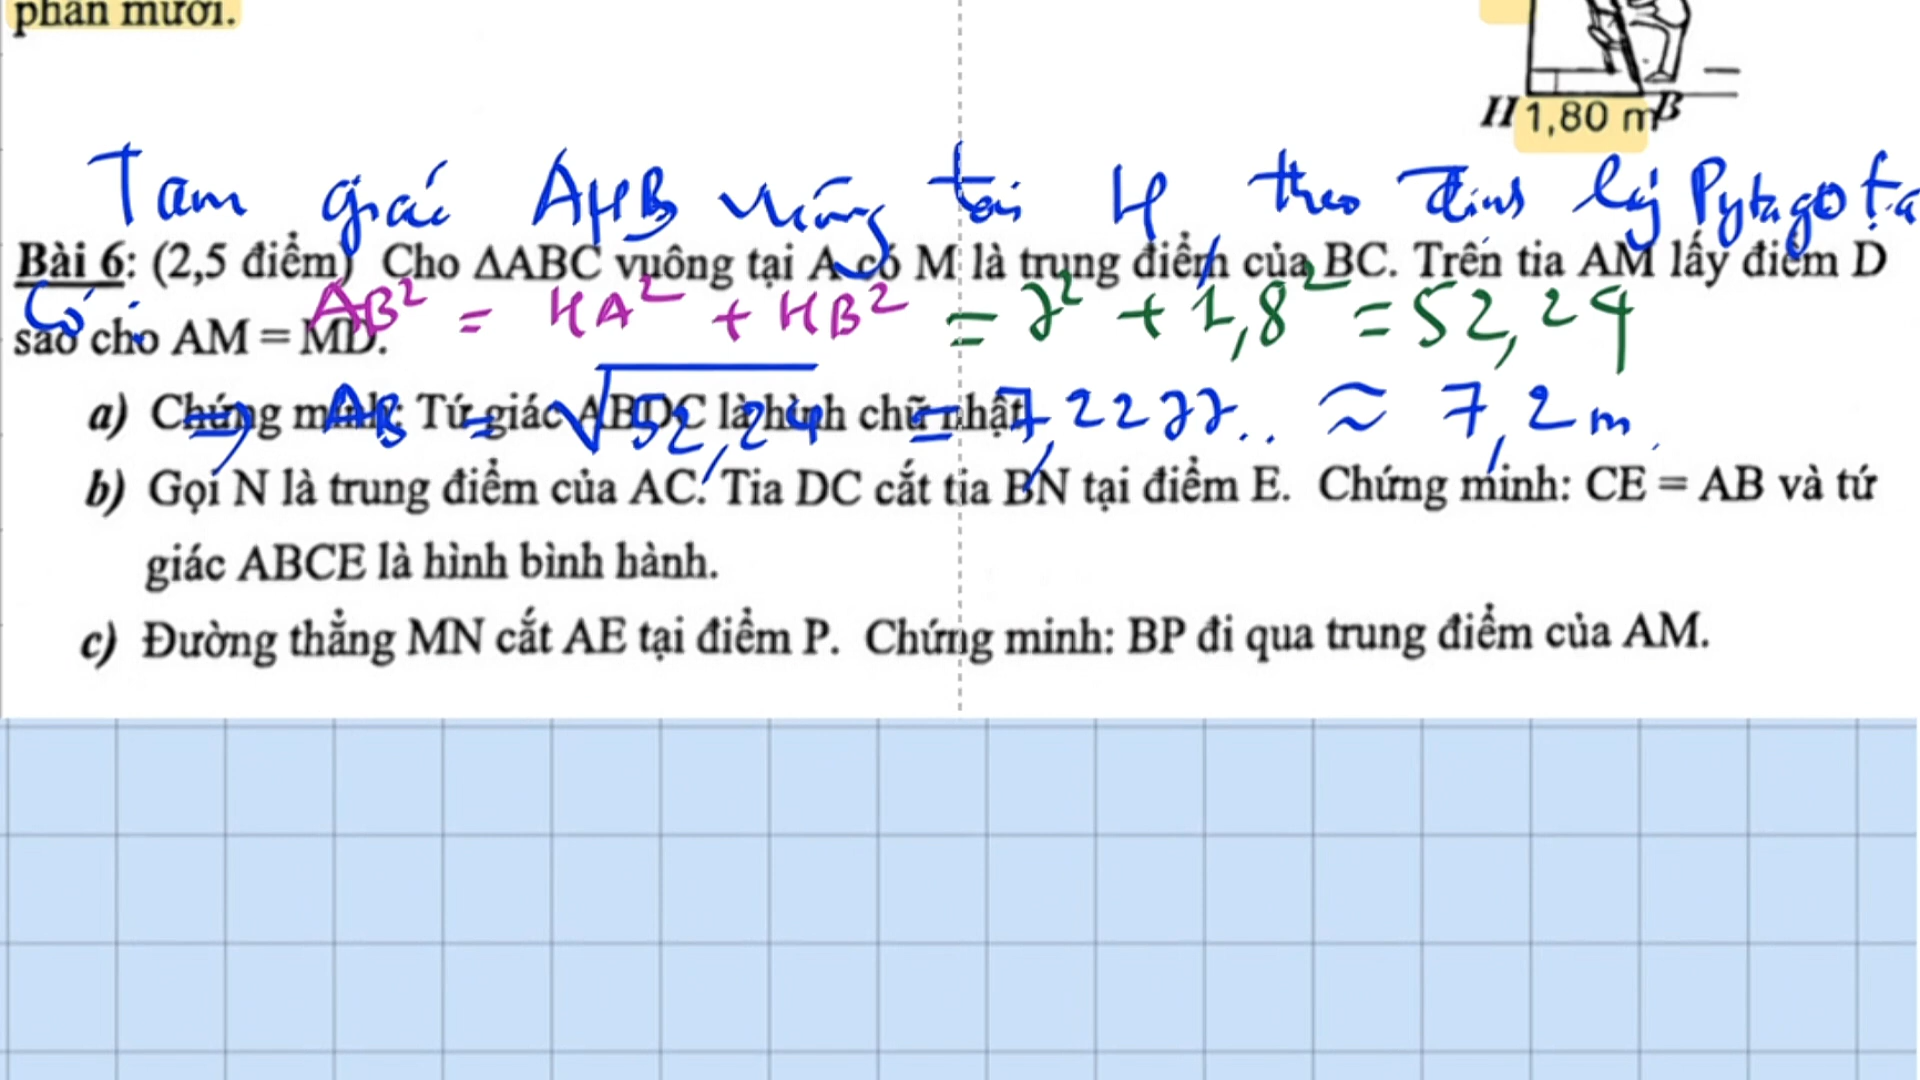 phần mười.
H 1,80 m B
Tam giác AHB vuông tại H, theo định lý Pytago ta
Bài 6: (2,5 điểm) Cho ΔABC vuông tại A có M là trung điểm của BC. Trên tia AM lấy điểm D
có: AB² = HA² + HB² = 7² + 1,8² = 52,24
sao cho AM = MD.
a) Chứng minh: Tứ giác ABDC là hình chữ nhật
⇒ AB = √52,24 = 7,2277.. ≈ 7,2 m.
b) Gọi N là trung điểm của AC. Tia DC cắt tia BN tại điểm E. Chứng minh: CE = AB và tứ
giác ABCE là hình bình hành.
c) Đường thẳng MN cắt AE tại điểm P. Chứng minh: BP đi qua trung điểm của AM.